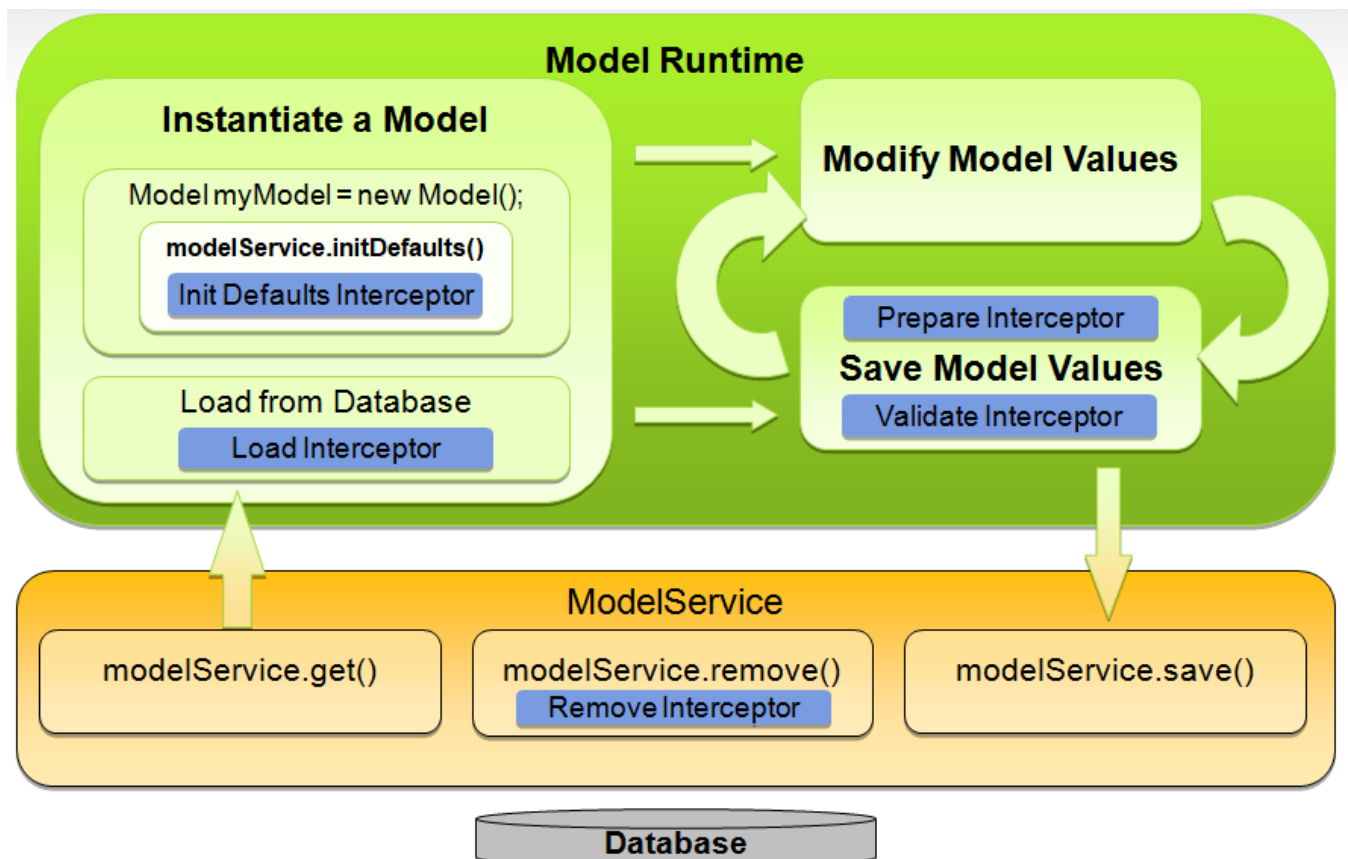 Model Runtime
Instantiate a Model
Model myModel = new Model();
modelService.initDefaults()
Init Defaults Interceptor
Load from Database
Load Interceptor
Modify Model Values
Prepare Interceptor
Save Model Values
Validate Interceptor
ModelService
modelService.get()
modelService.remove()
Remove Interceptor
modelService.save()
Database